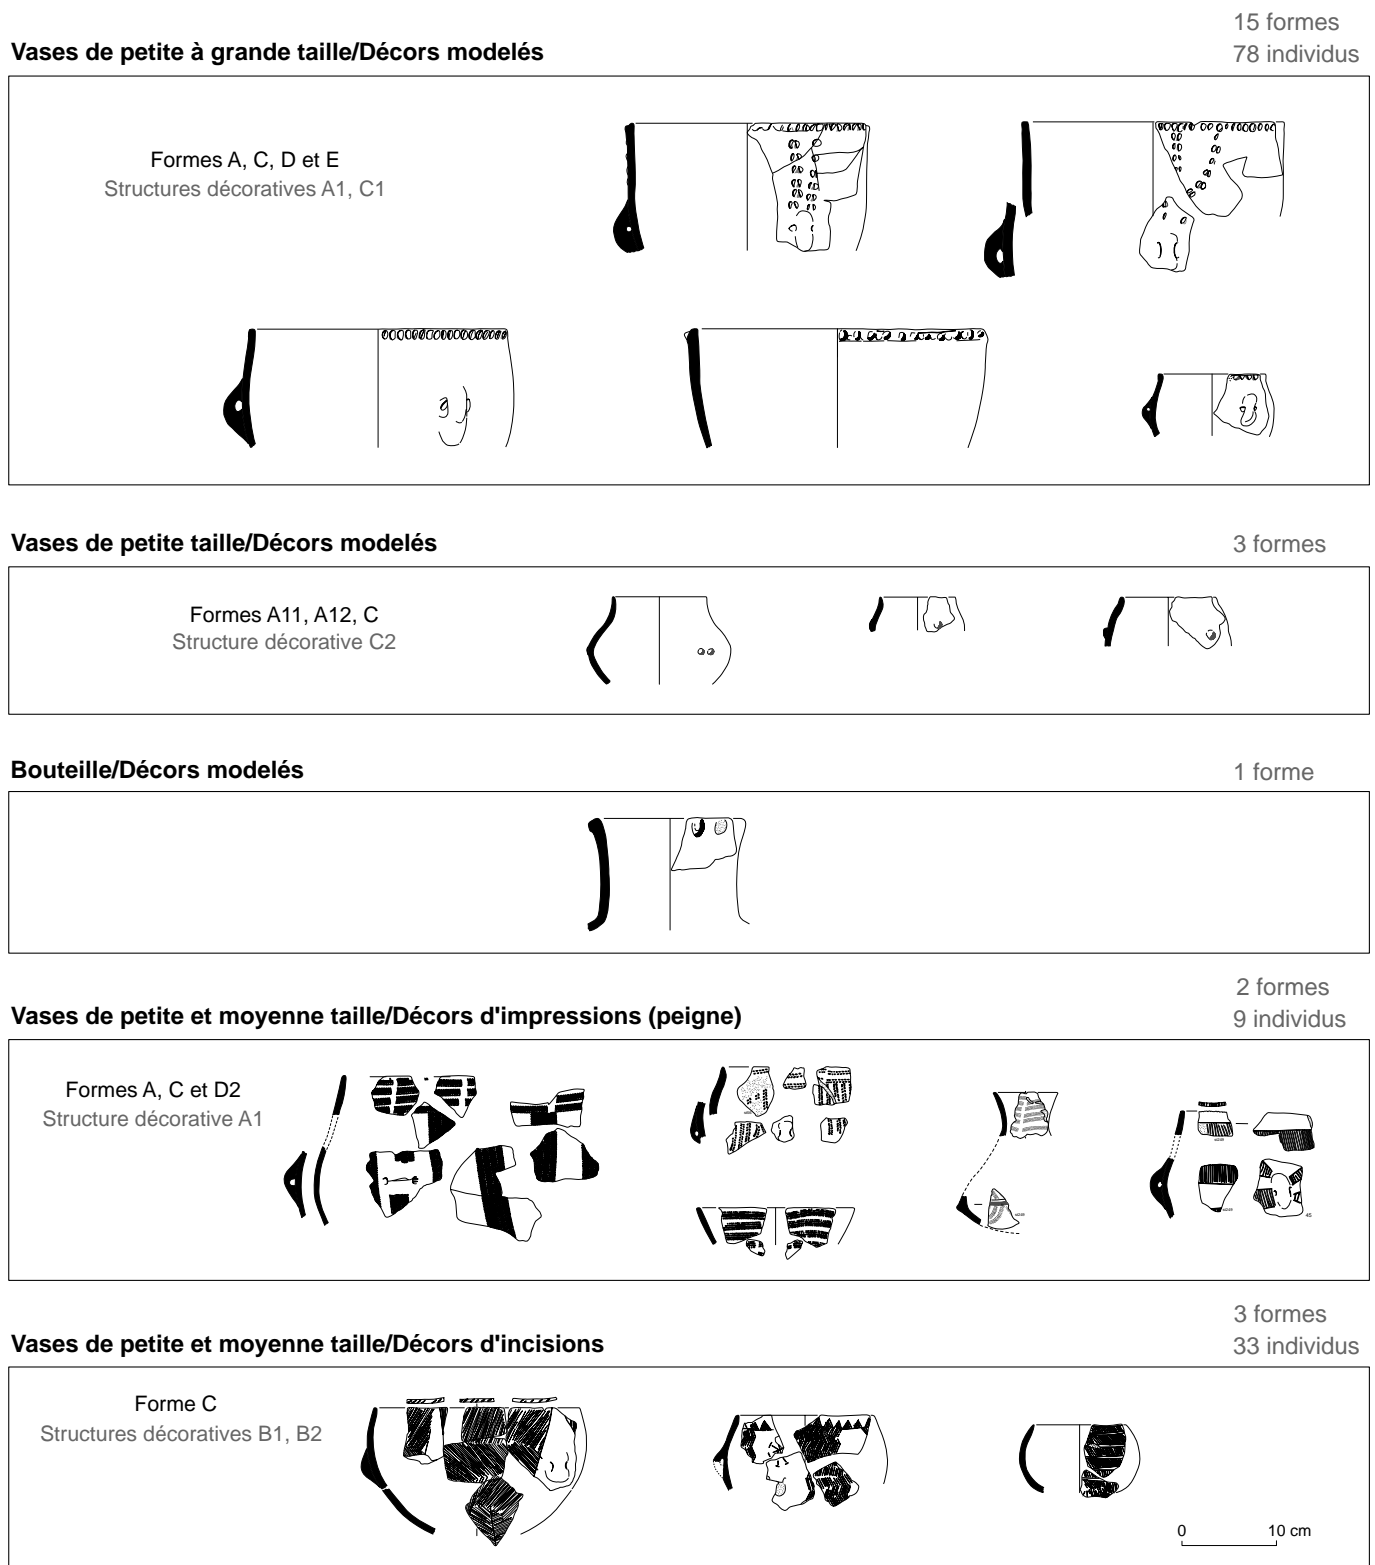 15 formes
Vases de petite à grande taille/Décors modelés
78 individus
Formes A, C, D et E
Structures décoratives A1, C1
Vases de petite taille/Décors modelés
3 formes
Formes A11, A12, C
Structure décorative C2
Bouteille/Décors modelés
1 forme
2 formes
Vases de petite et moyenne taille/Décors d'impressions (peigne)
9 individus
Formes A, C et D2
Structure décorative A1
45
3 formes
Vases de petite et moyenne taille/Décors d'incisions
33 individus
Forme C
Structures décoratives B1, B2
0 10 cm